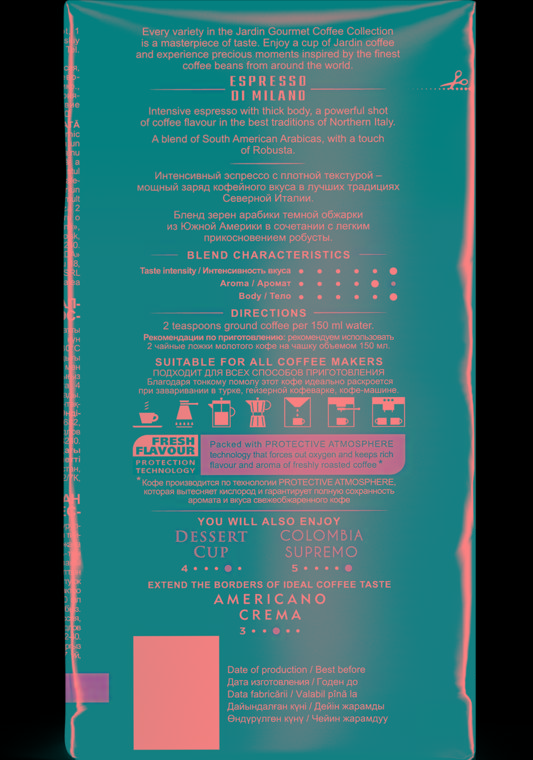 Every variety in the Jardin Gourmet Coffee Collection
is a masterpiece of taste. Enjoy a cup of Jardin coffee
and experience precious moments inspired by the finest
coffee beans from around the world.
ESPRESSO
DI MILANO
Intensive espresso with thick body, a powerful shot
of coffee flavour in the best traditions of Northern Italy.
A blend of South American Arabicas, with a touch
of Robusta.
Интенсивный эспрессо с плотной текстурой –
мощный заряд кофейного вкуса в лучших традициях
Северной Италии.
Бленд зерен арабики темной обжарки
из Южной Америки в сочетании с легким
прикосновением робусты.
BLEND CHARACTERISTICS
Taste intensity / Интенсивность вкуса
Aroma / Аромат
Body / Тело
DIRECTIONS
2 teaspoons ground coffee per 150 ml water.
Рекомендации по приготовлению: рекомендуем использовать
2 чайные ложки молотого кофе на чашку объемом 150 мл.
SUITABLE FOR ALL COFFEE MAKERS
ПОДХОДИТ ДЛЯ ВСЕХ СПОСОБОВ ПРИГОТОВЛЕНИЯ
Благодаря тонкому помолу этот кофе идеально раскроется
при заваривании в турке, гейзерной кофеварке, кофе-машине.
FRESH
FLAVOUR
PROTECTION
TECHNOLOGY
Packed with PROTECTIVE ATMOSPHERE
technology that forces out oxygen and keeps rich
flavour and aroma of freshly roasted coffee*
*Кофе производится по технологии PROTECTIVE ATMOSPHERE,
которая вытесняет кислород и гарантирует полную сохранность
аромата и вкуса свежеобжаренного кофе
YOU WILL ALSO ENJOY
DESSERT CUP
4
COLOMBIA SUPREMO
5
EXTEND THE BORDERS OF IDEAL COFFEE TASTE
AMERICANO
CREMA
3
Date of production / Best before
Дата изготовления / Годен до
Data fabricării / Valabil pînă la
Дайындалған күні / Дейін жарамды
Өндүрүлгөн күнү / Чейин жарамдуу